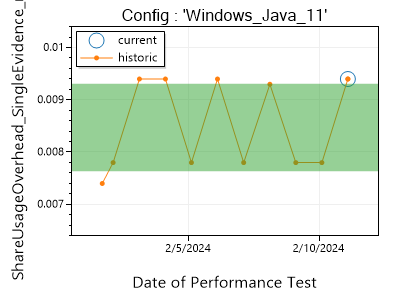 Config : 'Windows_Java_11'
current
historic
0.01
0.009
0.008
0.007
ShareUsageOverhead_SingleEvidence_
2/5/2024
2/10/2024
Date of Performance Test